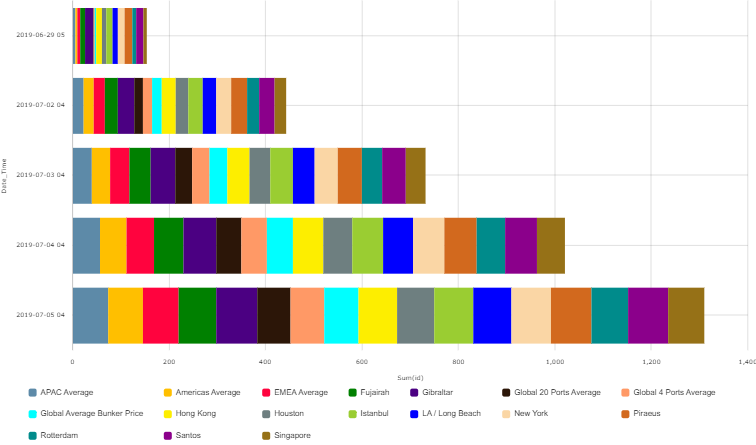 2019-06-29 05
2019-07-02 04
2019-07-03 04
2019-07-04 04
2019-07-05 04
Date_Time
0 200 400 600 800 1,000 1,200 1,400
Sum(id)
APAC Average Americas Average EMEA Average Fujairah Gibraltar Global 20 Ports Average Global 4 Ports Average
Global Average Bunker Price Hong Kong Houston Istanbul LA / Long Beach New York Piraeus
Rotterdam Santos Singapore